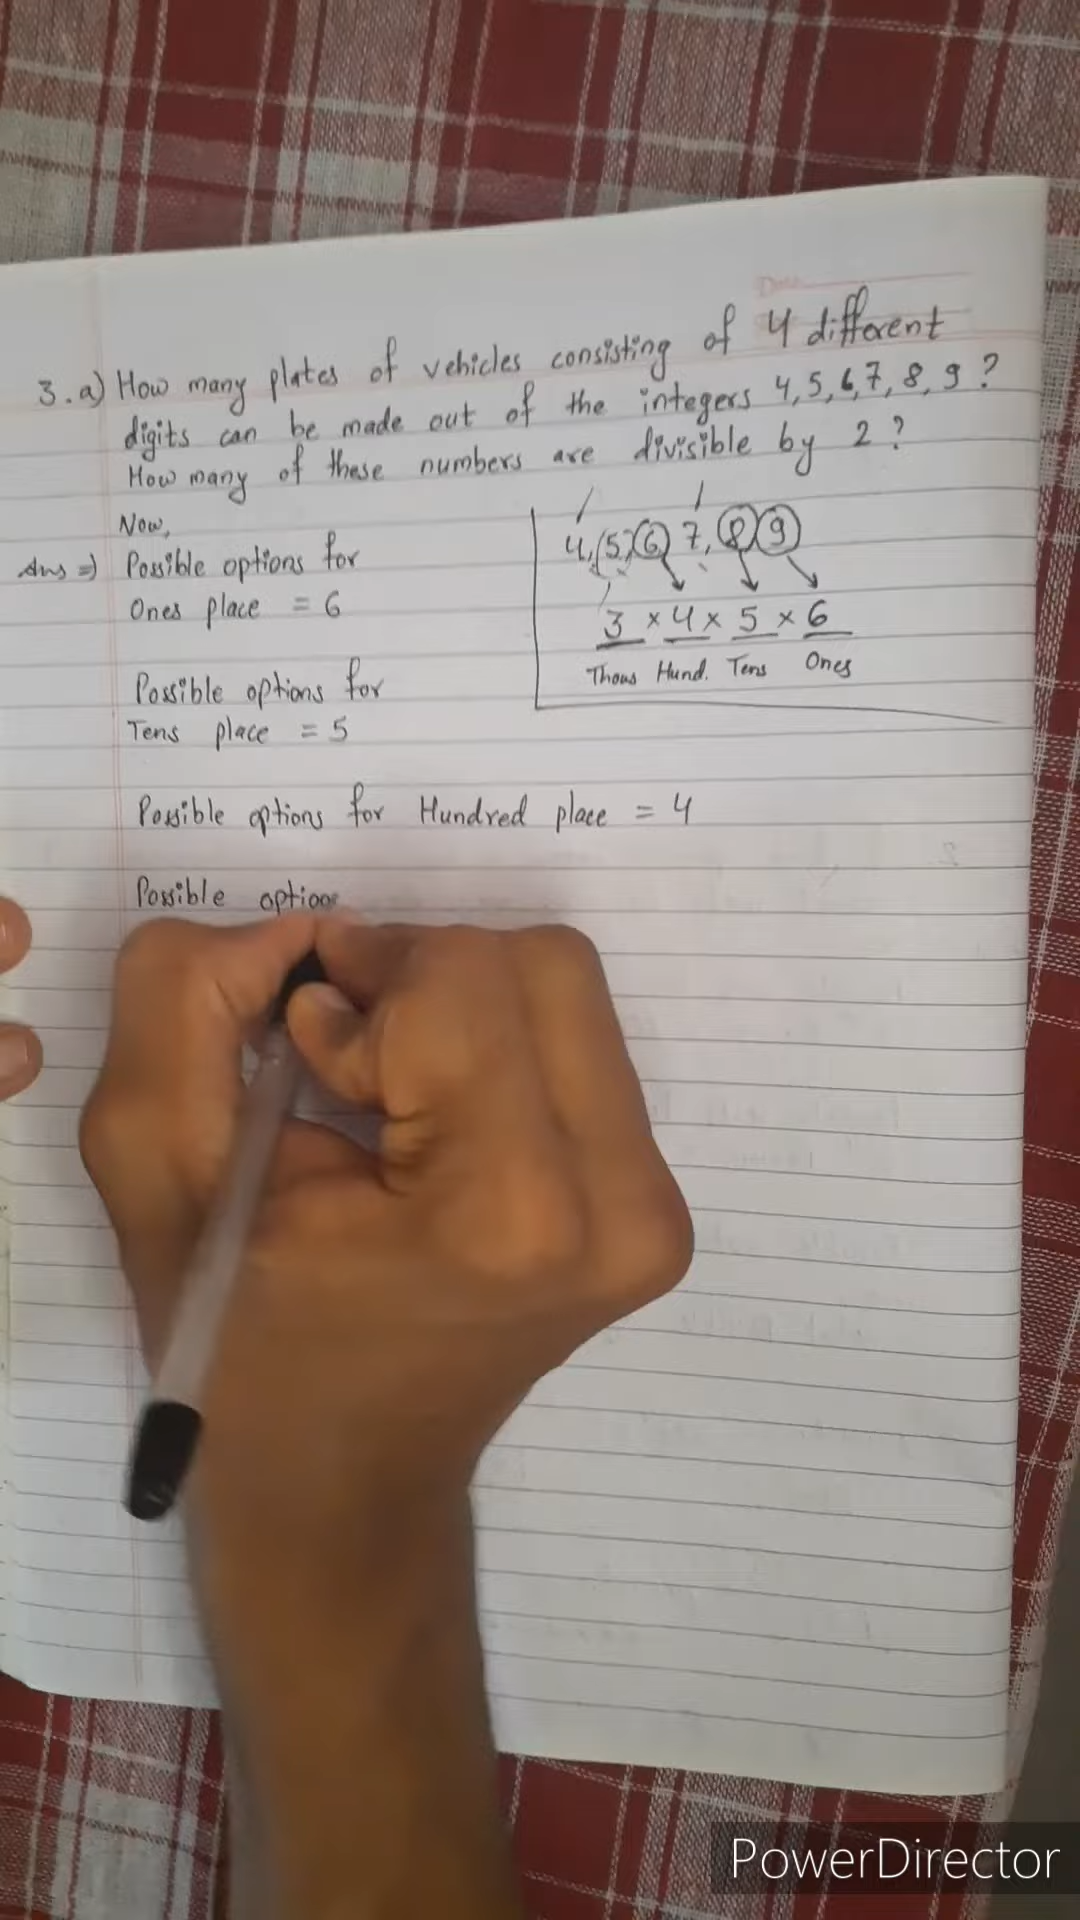 Date
3. a) How many plates of vehicles consisting of 4 different
digits can be made out of the integers 4, 5, 6, 7, 8, 9 ?
How many of these numbers are divisible by 2 ?
Now,
Ans ⇒) Possible options for
Ones place = 6
4, 5, 6 7, 8 9
3 × 4 × 5 × 6
Thous Hund. Tens Ones
Possible options for
Tens place = 5
Possible options for Hundred place = 4
Possible options
PowerDirector